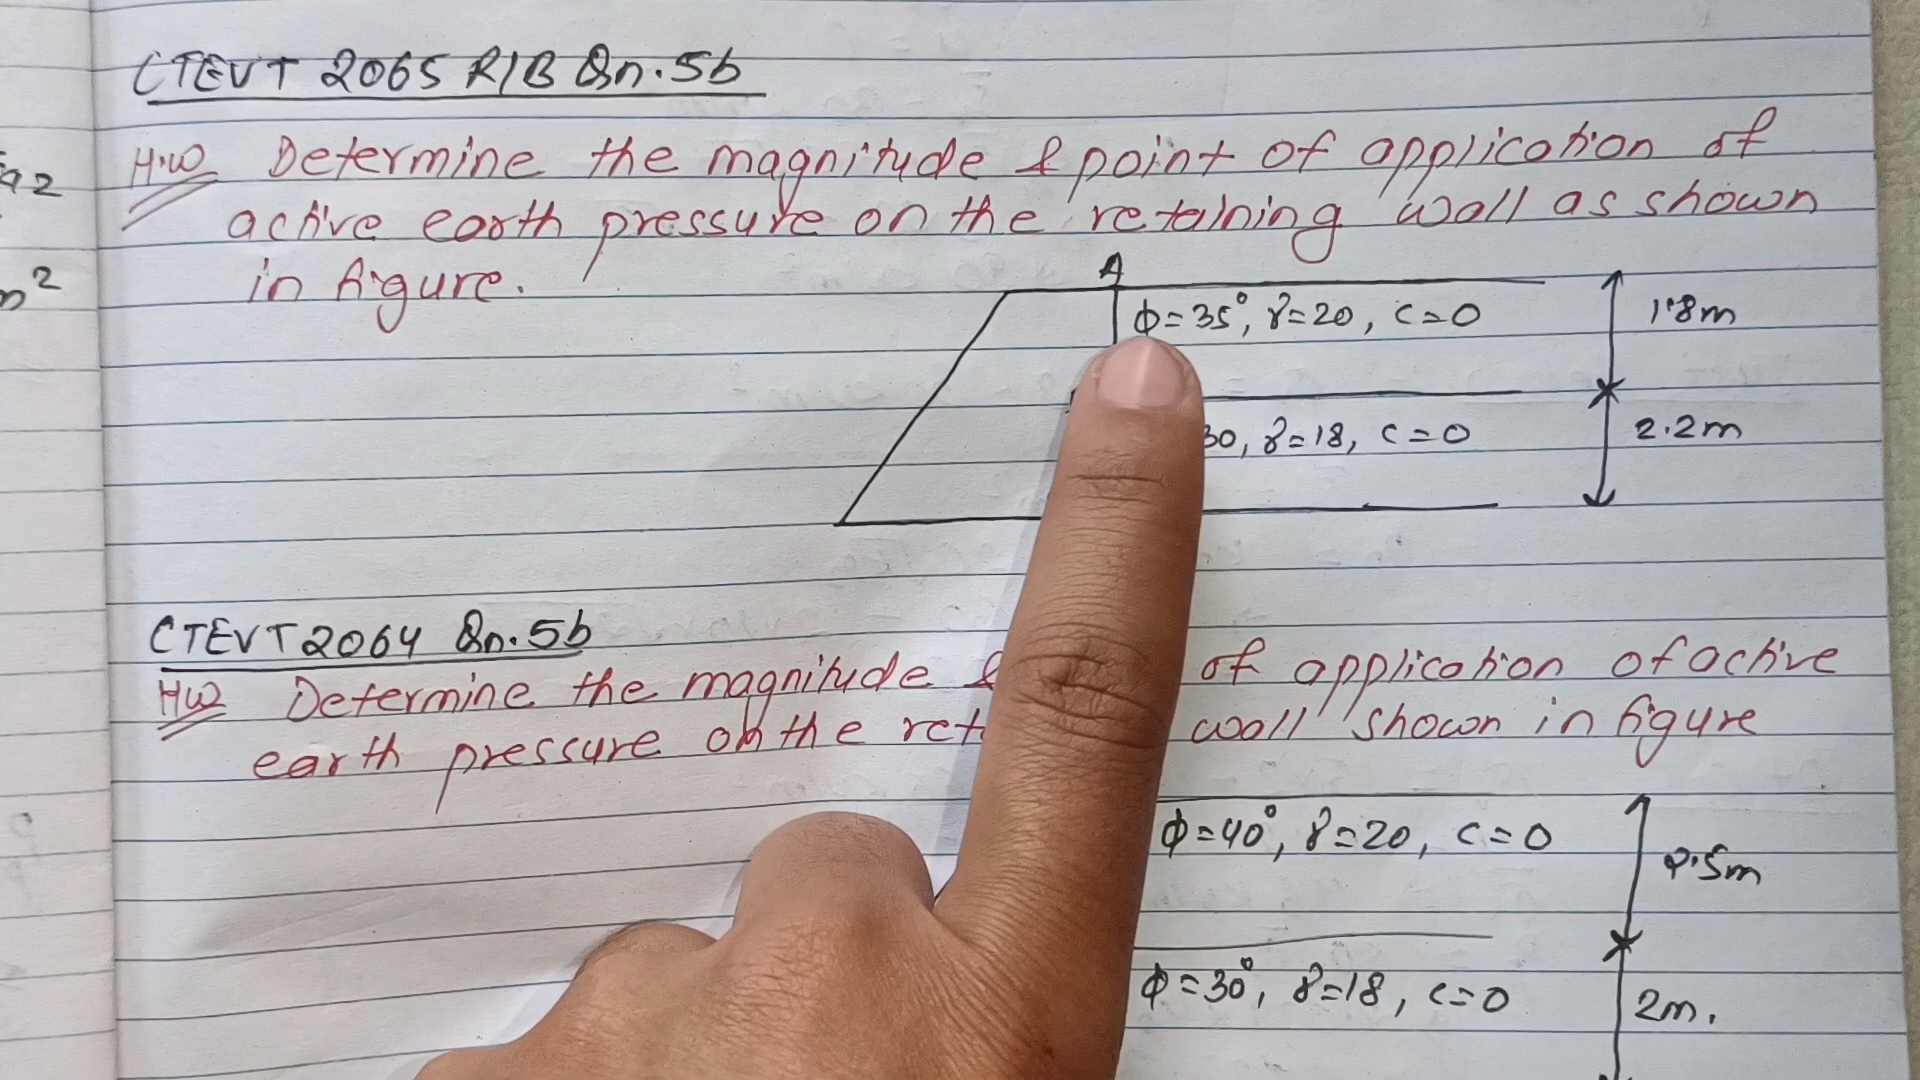 CTEVT 2065 R/B Qn.5b
H.W Determine the magnitude & point of application of
active earth pressure on the retaining wall as shown
in figure.
A
φ=35°, γ=20, c=0
1.8m
30, γ=18, c=0
2.2m
CTEVT 2064 Qn.5b
HW Determine the magnitude & of application of active
earth pressure on the ret wall shown in figure
φ=40°, γ=20, c=0
φ=30°, γ=18, c=0
2m.
92
2